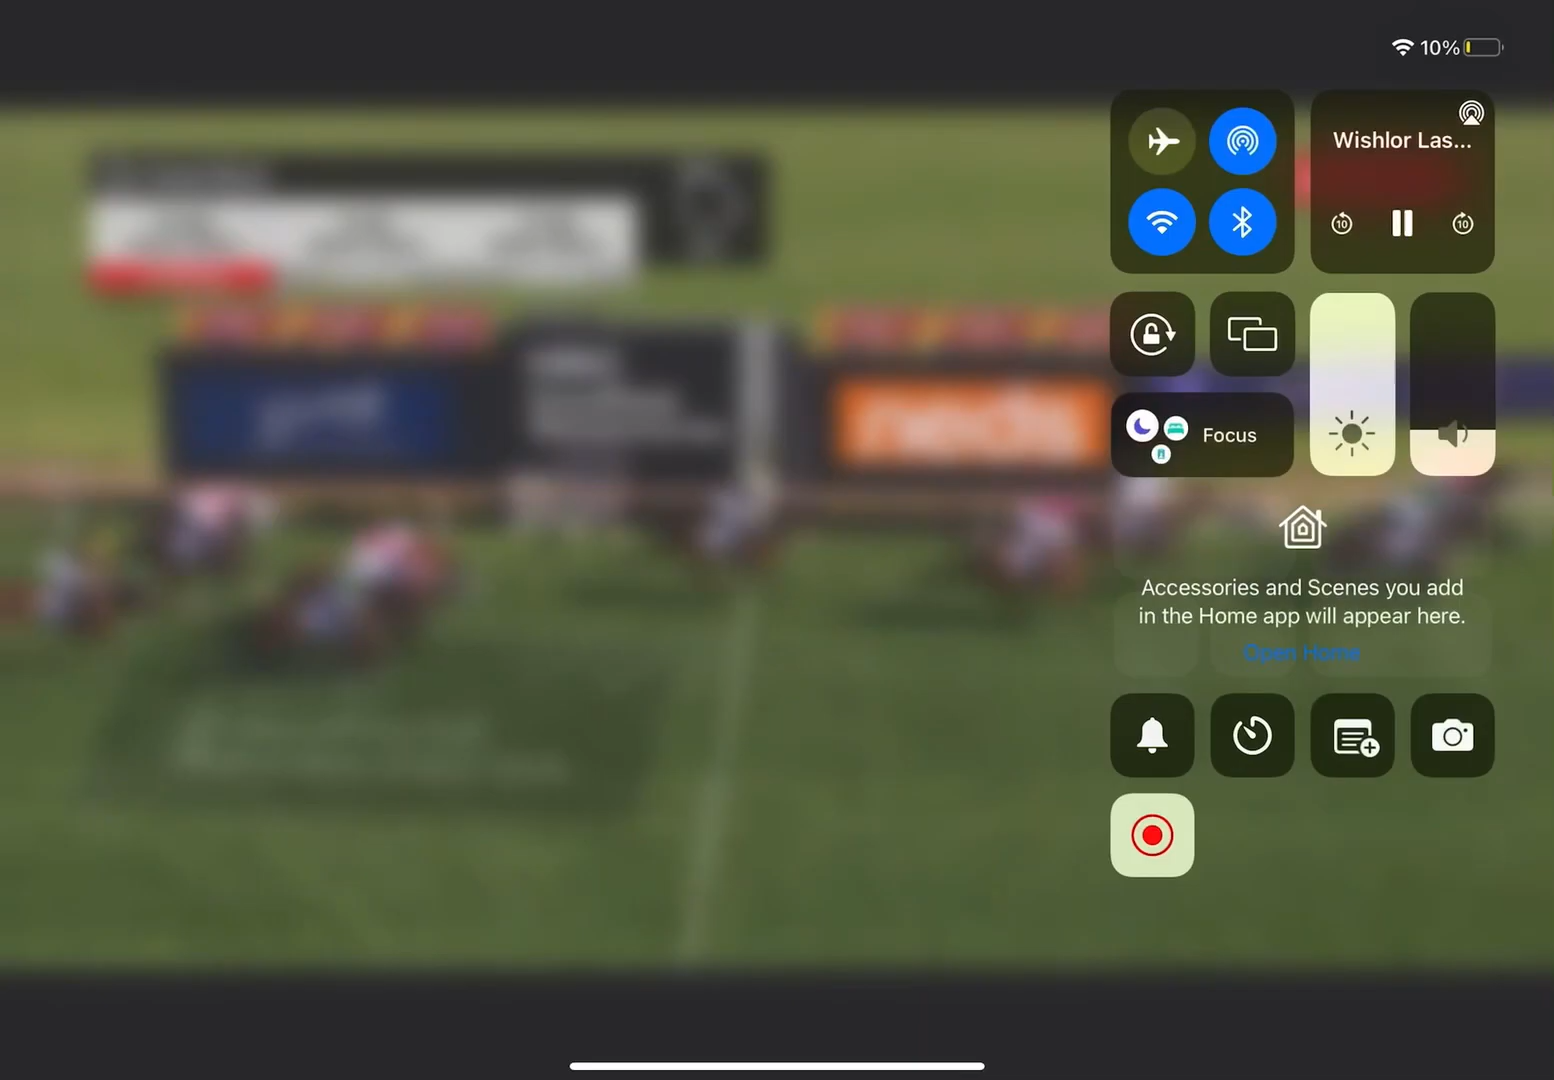 10%
Wishlor Las...
10
10
neds
Focus
Accessories and Scenes you add
in the Home app will appear here.
Open Home